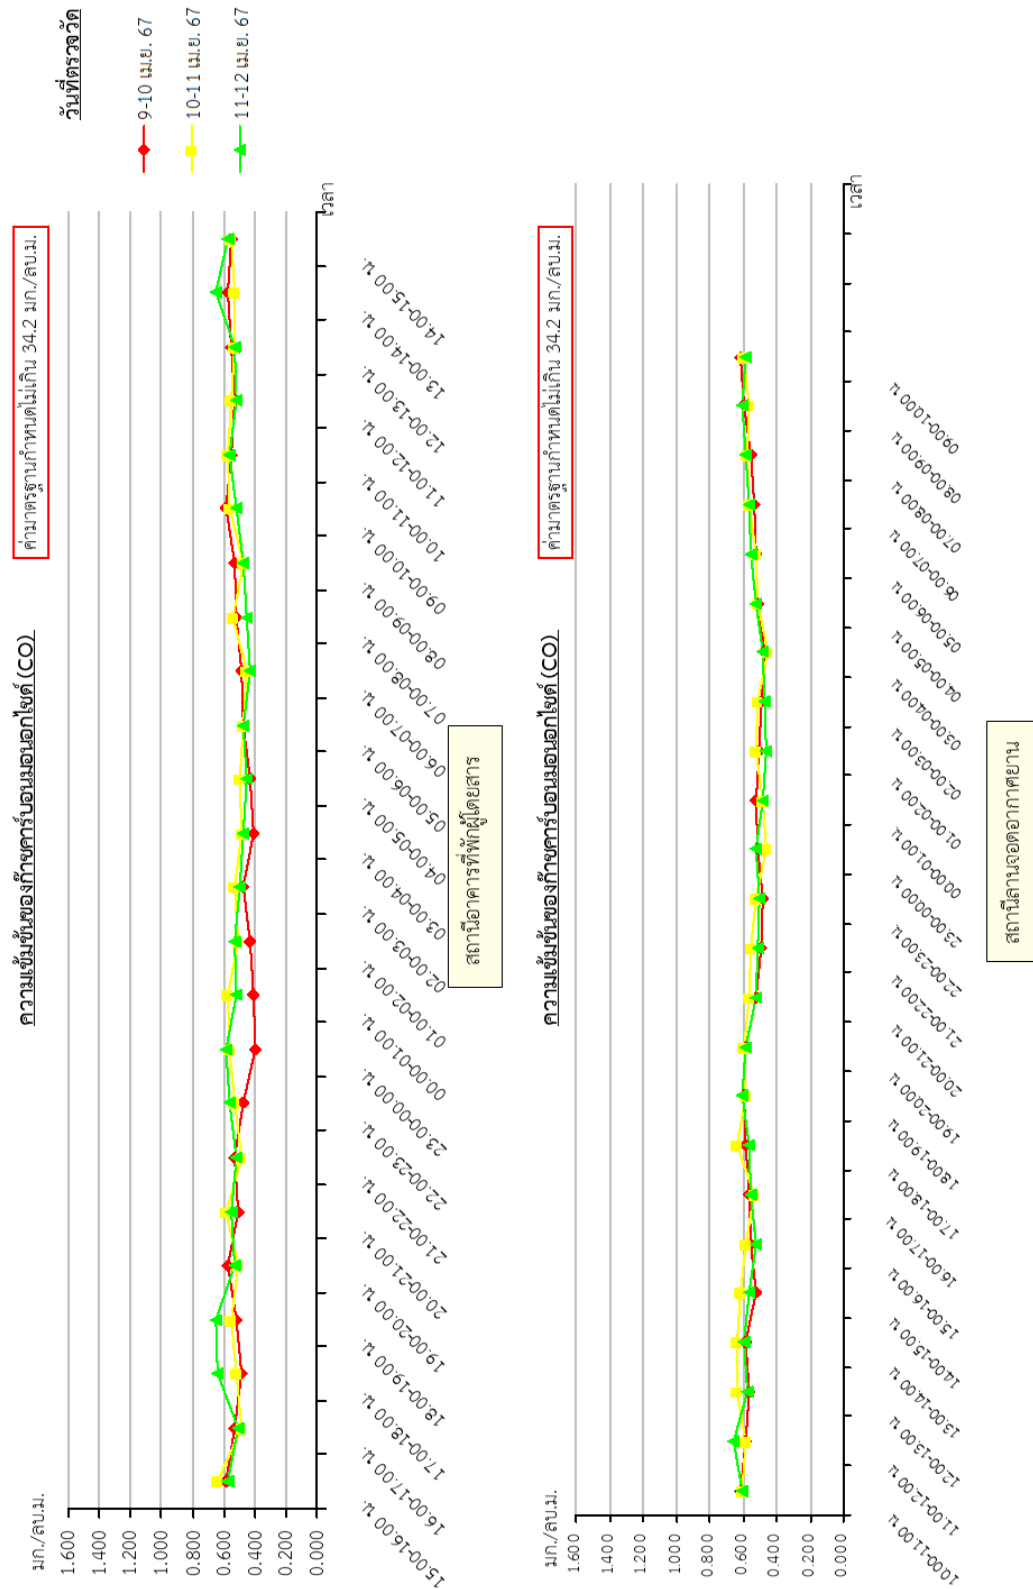 วันที่ตรวจวัด
9-10 เม.ย. 67
10-11 เม.ย. 67
11-12 เม.ย. 67
ความเข้มข้นของก๊าซคาร์บอนมอนอกไซด์ (CO)
ค่ามาตรฐานกำหนดไม่เกิน 34.2 มก./ลบ.ม.
มก./ลบ.ม.
1.600
1.400
1.200
1.000
0.800
0.600
0.400
0.200
0.000
เวลา
15.00-16.00 น.
16.00-17.00 น.
17.00-18.00 น.
18.00-19.00 น.
19.00-20.00 น.
20.00-21.00 น.
21.00-22.00 น.
22.00-23.00 น.
23.00-00.00 น.
00.00-01.00 น.
01.00-02.00 น.
02.00-03.00 น.
03.00-04.00 น.
04.00-05.00 น.
05.00-06.00 น.
06.00-07.00 น.
07.00-08.00 น.
08.00-09.00 น.
09.00-10.00 น.
10.00-11.00 น.
11.00-12.00 น.
12.00-13.00 น.
13.00-14.00 น.
14.00-15.00 น.
สถานีอาคารที่พักผู้โดยสาร
ความเข้มข้นของก๊าซคาร์บอนมอนอกไซด์ (CO)
ค่ามาตรฐานกำหนดไม่เกิน 34.2 มก./ลบ.ม.
มก./ลบ.ม.
1.600
1.400
1.200
1.000
0.800
0.600
0.400
0.200
0.000
เวลา
10.00-11.00 น
11.00-12.00 น
12.00-13.00 น
13.00-14.00 น
14.00-15.00 น
15.00-16.00 น
16.00-17.00 น
17.00-18.00 น
18.00-19.00 น
19.00-20.00 น
20.00-21.00 น
21.00-22.00 น
22.00-23.00 น
23.00-00.00 น
00.00-01.00 น
01.00-02.00 น
02.00-03.00 น
03.00-04.00 น
04.00-05.00 น
05.00-06.00 น
06.00-07.00 น
07.00-08.00 น
08.00-09.00 น
09.00-10.00 น
สถานีลานจอดอากาศยาน